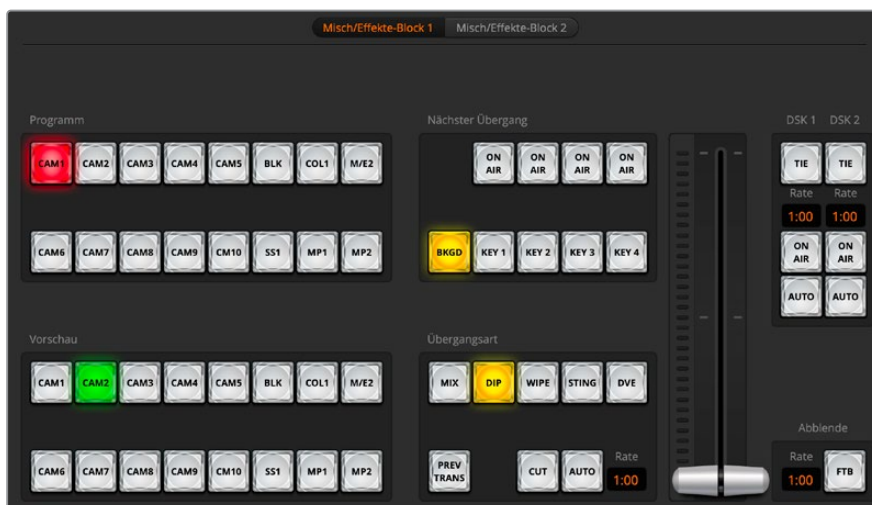 Misch/Effekte-Block 1 Misch/Effekte-Block 2
Programm
CAM1 CAM2 CAM3 CAM4 CAM5 BLK COL1 M/E2
CAM6 CAM7 CAM8 CAM9 CM10 SS1 MP1 MP2
Nächster Übergang
ON AIR ON AIR ON AIR ON AIR
BKGD KEY 1 KEY 2 KEY 3 KEY 4
DSK 1 DSK 2
TIE TIE
Rate Rate
1:00 1:00
ON AIR ON AIR
AUTO AUTO
Vorschau
CAM1 CAM2 CAM3 CAM4 CAM5 BLK COL1 M/E2
CAM6 CAM7 CAM8 CAM9 CM10 SS1 MP1 MP2
Übergangsart
MIX DIP WIPE STING DVE
PREV TRANS CUT AUTO
Rate
1:00
Abblende
Rate
1:00 FTB